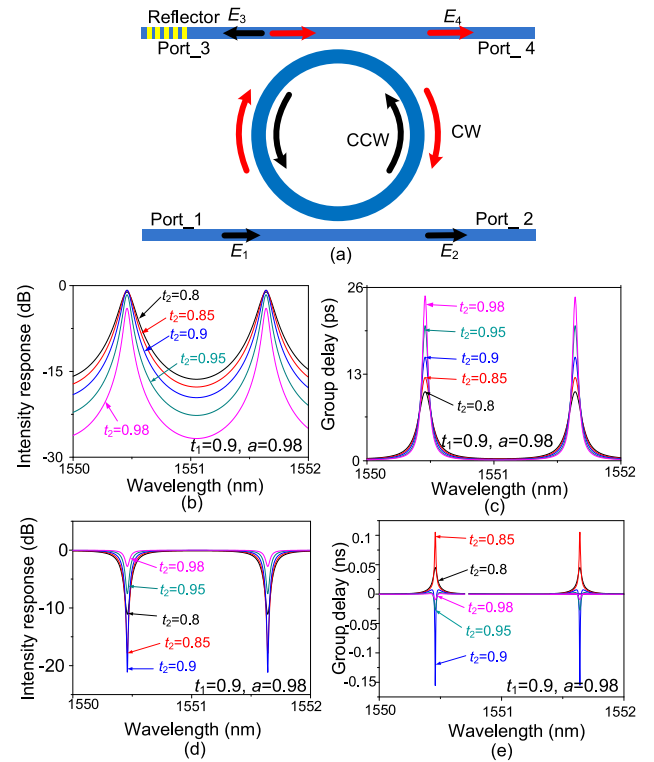 Reflector
E3
E4
Port_3
Port_4
CCW
CW
Port_1
Port_2
E1
E2
(a)
0
-15
-30
Intensity response (dB)
t2=0.8
t2=0.85
t2=0.9
t2=0.95
t2=0.98
t1=0.9, a=0.98
1550
1551
1552
Wavelength (nm)
(b)
26
13
0
Group delay (ps)
t2=0.98
t2=0.95
t2=0.9
t2=0.85
t2=0.8
t1=0.9, a=0.98
1550
1551
1552
Wavelength (nm)
(c)
0
-10
-20
Intensity response (dB)
t2=0.98
t2=0.95
t2=0.8
t2=0.85
t2=0.9
t1=0.9, a=0.98
1550
1551
1552
Wavelength (nm)
(d)
0.1
0.05
0
-0.05
-0.1
-0.15
Group delay (ns)
t2=0.85
t2=0.8
t2=0.98
t2=0.95
t2=0.9
t1=0.9, a=0.98
1550
1551
1552
Wavelength (nm)
(e)